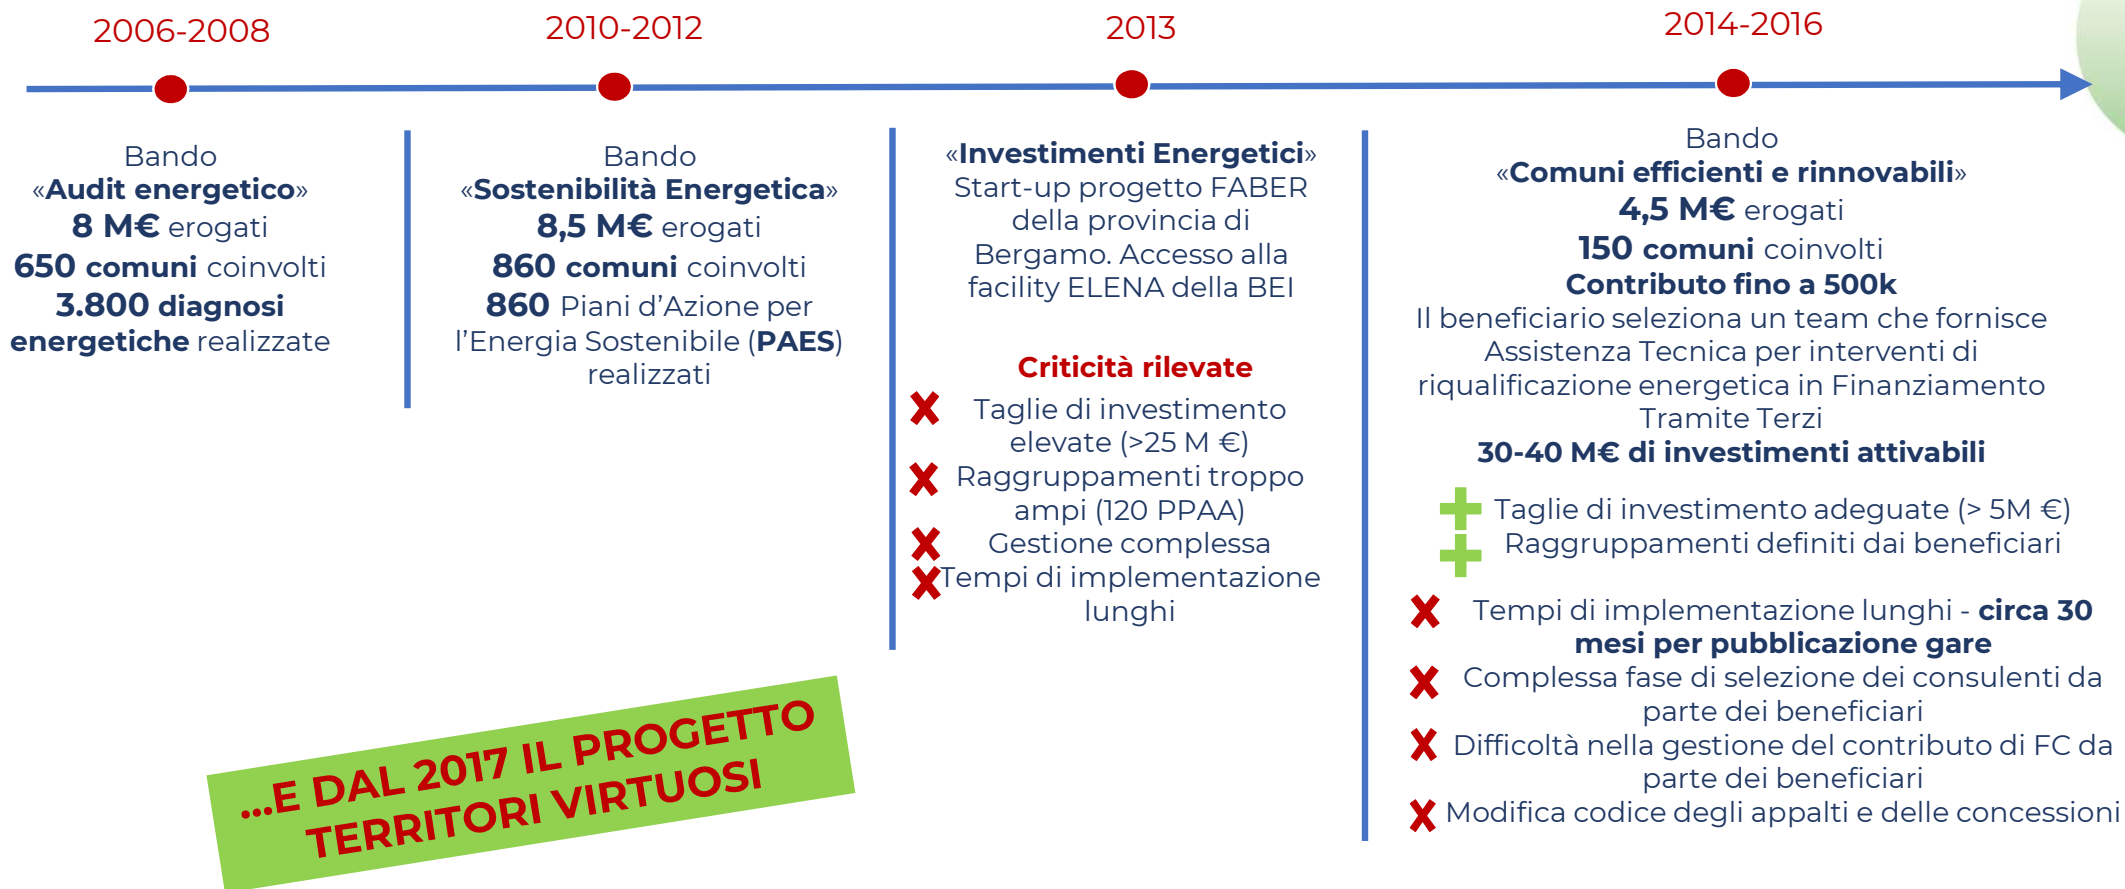 2006-2008
2010-2012
2013
2014-2016
Bando
«Audit energetico»
8 M€ erogati
650 comuni coinvolti
3.800 diagnosi
energetiche realizzate
Bando
«Sostenibilità Energetica»
8,5 M€ erogati
860 comuni coinvolti
860 Piani d’Azione per
l’Energia Sostenibile (PAES)
realizzati
«Investimenti Energetici»
Start-up progetto FABER
della provincia di
Bergamo. Accesso alla
facility ELENA della BEI
Criticità rilevate
Taglie di investimento
elevate (>25 M €)
Raggruppamenti troppo
ampi (120 PPAA)
Gestione complessa
Tempi di implementazione
lunghi
Bando
«Comuni efficienti e rinnovabili»
4,5 M€ erogati
150 comuni coinvolti
Contributo fino a 500k
Il beneficiario seleziona un team che fornisce
Assistenza Tecnica per interventi di
riqualificazione energetica in Finanziamento
Tramite Terzi
30-40 M€ di investimenti attivabili
Taglie di investimento adeguate (> 5M €)
Raggruppamenti definiti dai beneficiari
Tempi di implementazione lunghi - circa 30
mesi per pubblicazione gare
Complessa fase di selezione dei consulenti da
parte dei beneficiari
Difficoltà nella gestione del contributo di FC da
parte dei beneficiari
Modifica codice degli appalti e delle concessioni
...E DAL 2017 IL PROGETTO
TERRITORI VIRTUOSI